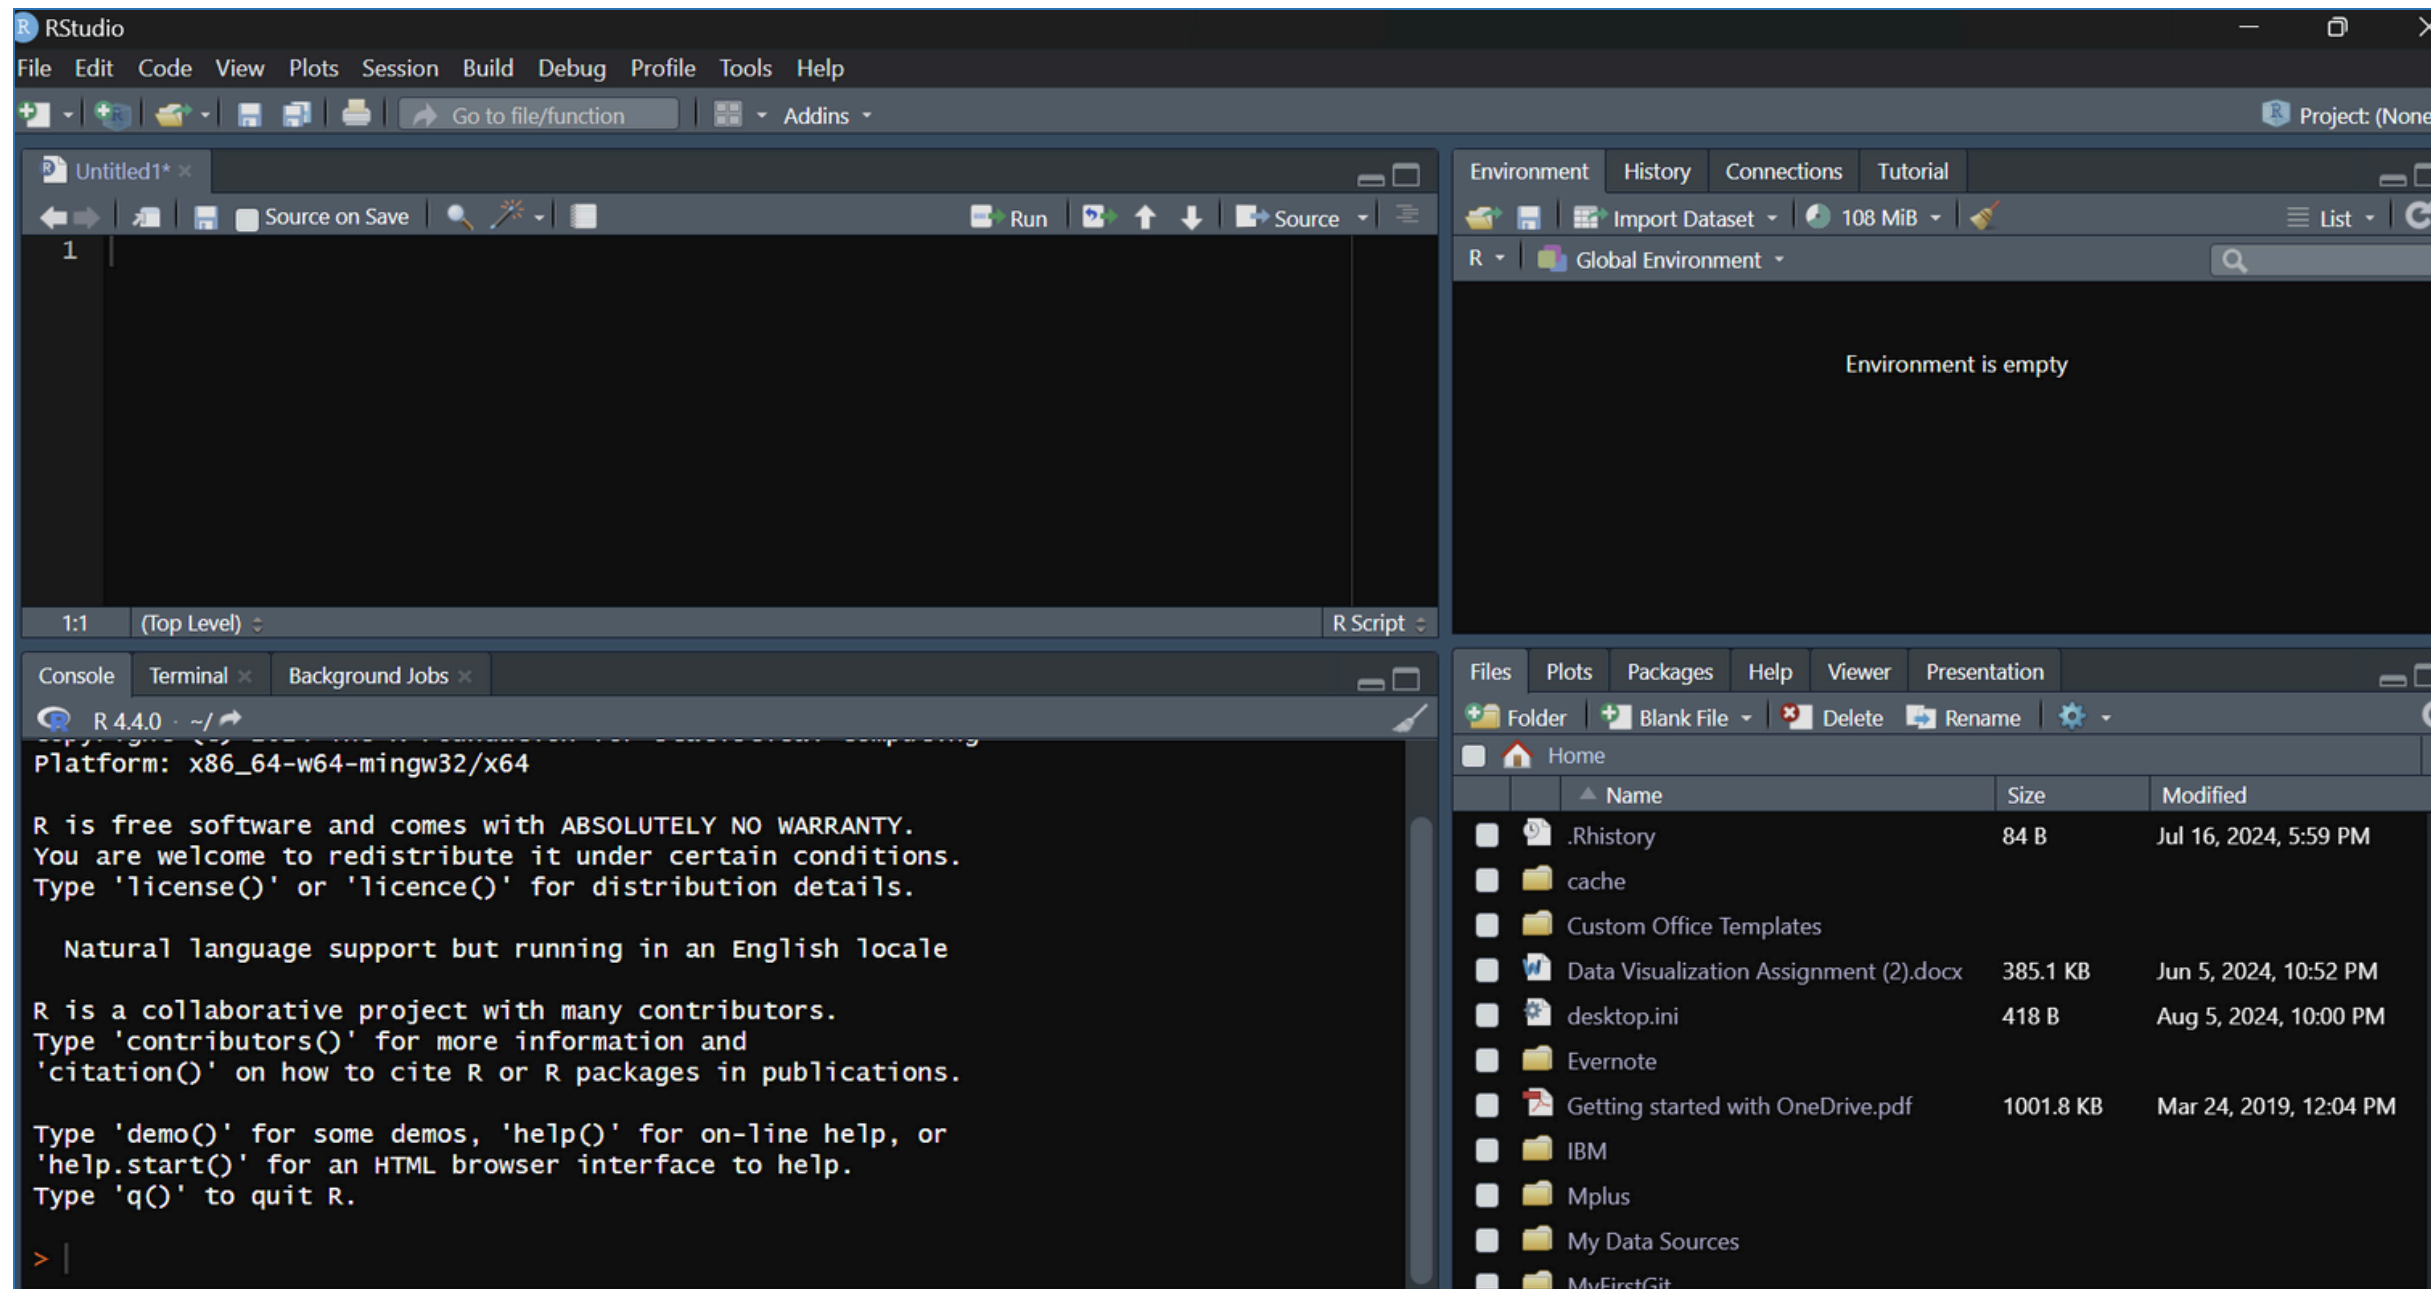 RStudio
File Edit Code View Plots Session Build Debug Profile Tools Help
Go to file/function Addins Project: (None
Untitled1*
Source on Save Run Source
1
1:1 (Top Level) R Script
Console Terminal Background Jobs
R 4.4.0 · ~/
Platform: x86_64-w64-mingw32/x64
R is free software and comes with ABSOLUTELY NO WARRANTY.
You are welcome to redistribute it under certain conditions.
Type 'license()' or 'licence()' for distribution details.
Natural language support but running in an English locale
R is a collaborative project with many contributors.
Type 'contributors()' for more information and
'citation()' on how to cite R or R packages in publications.
Type 'demo()' for some demos, 'help()' for on-line help, or
'help.start()' for an HTML browser interface to help.
Type 'q()' to quit R.
>
Environment History Connections Tutorial
Import Dataset 108 MiB List
R Global Environment
Environment is empty
Files Plots Packages Help Viewer Presentation
Folder Blank File Delete Rename
Home
Name Size Modified
.Rhistory 84 B Jul 16, 2024, 5:59 PM
cache
Custom Office Templates
Data Visualization Assignment (2).docx 385.1 KB Jun 5, 2024, 10:52 PM
desktop.ini 418 B Aug 5, 2024, 10:00 PM
Evernote
Getting started with OneDrive.pdf 1001.8 KB Mar 24, 2019, 12:04 PM
IBM
Mplus
My Data Sources
MyFirstGit